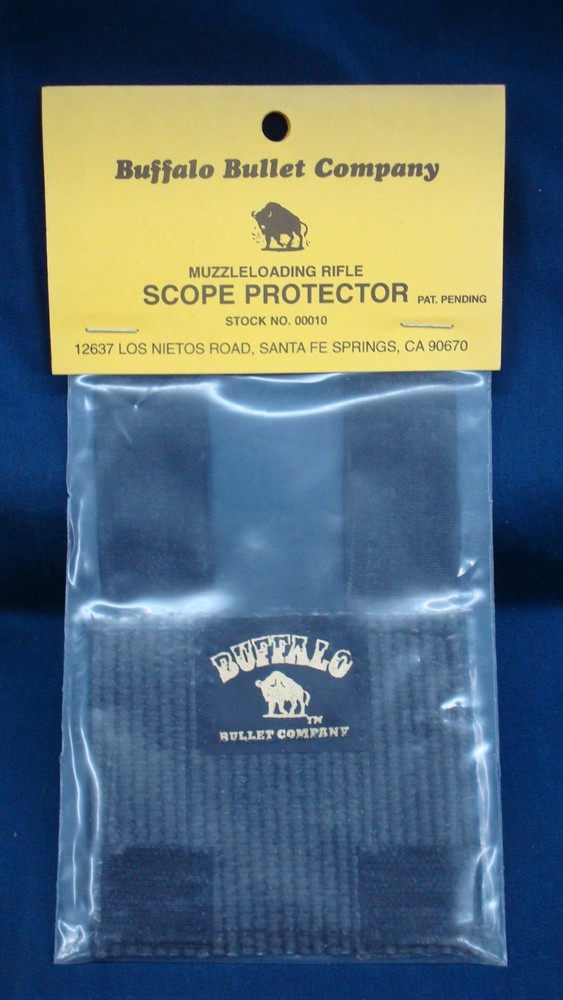 Buffalo Bullet Company
MUZZLELOADING RIFLE
SCOPE PROTECTOR PAT. PENDING
STOCK NO. 00010
12637 LOS NIETOS ROAD, SANTA FE SPRINGS, CA 90670
BUFFALO
TM
BULLET COMPANY